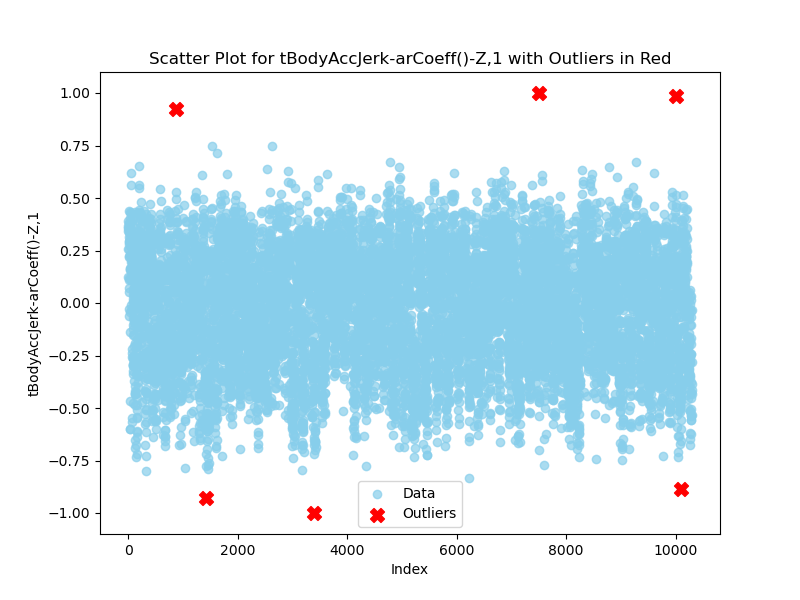 Scatter Plot for tBodyAccJerk-arCoeff()-Z,1 with Outliers in Red
1.00
0.75
0.50
0.25
0.00
−0.25
−0.50
−0.75
−1.00
tBodyAccJerk-arCoeff()-Z,1
Data
Outliers
0 2000 4000 6000 8000 10000
Index